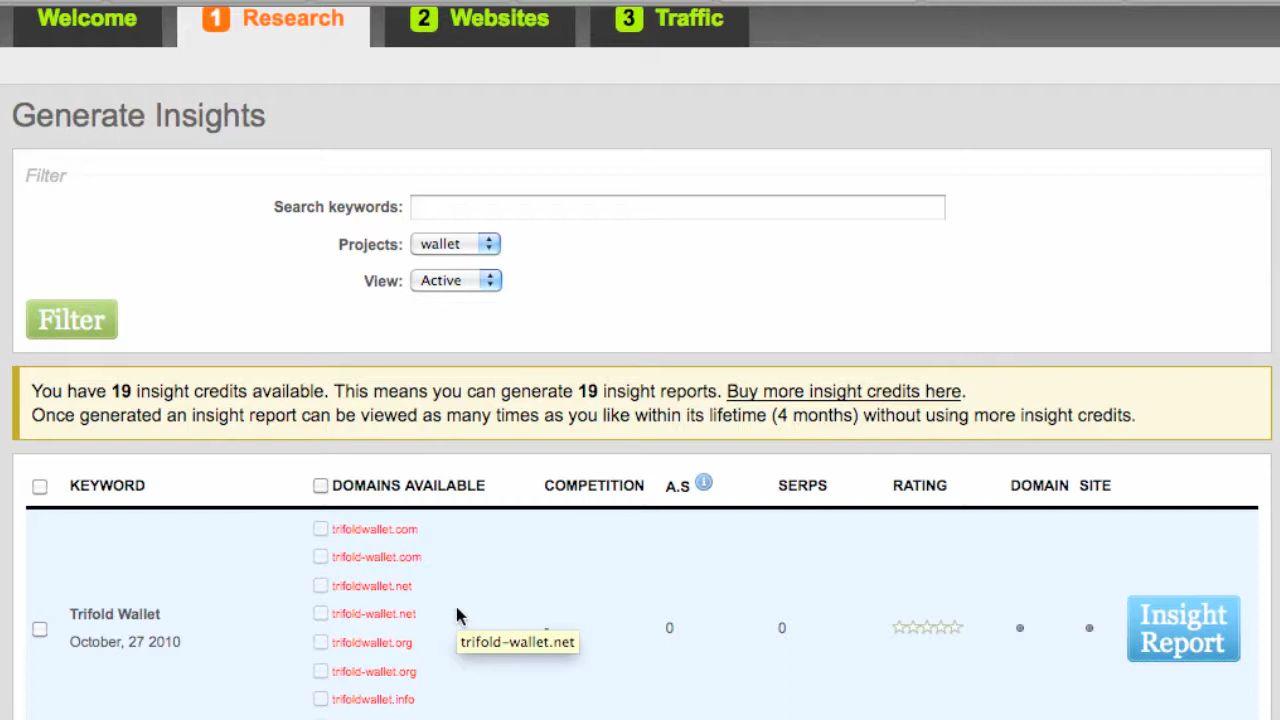 Welcome
1 Research
2 Websites
3 Traffic
Generate Insights
Filter
Search keywords:
Projects: wallet
View: Active
Filter
You have 19 insight credits available. This means you can generate 19 insight reports. Buy more insight credits here.
Once generated an insight report can be viewed as many times as you like within its lifetime (4 months) without using more insight credits.
KEYWORD DOMAINS AVAILABLE COMPETITION A.S i SERPS RATING DOMAIN SITE
trifoldwallet.com
trifold-wallet.com
trifoldwallet.net
Trifold Wallet
trifold-wallet.net
October, 27 2010
trifoldwallet.org
trifold-wallet.org
trifoldwallet.info
trifold-wallet.net
-
0
0
Insight
Report